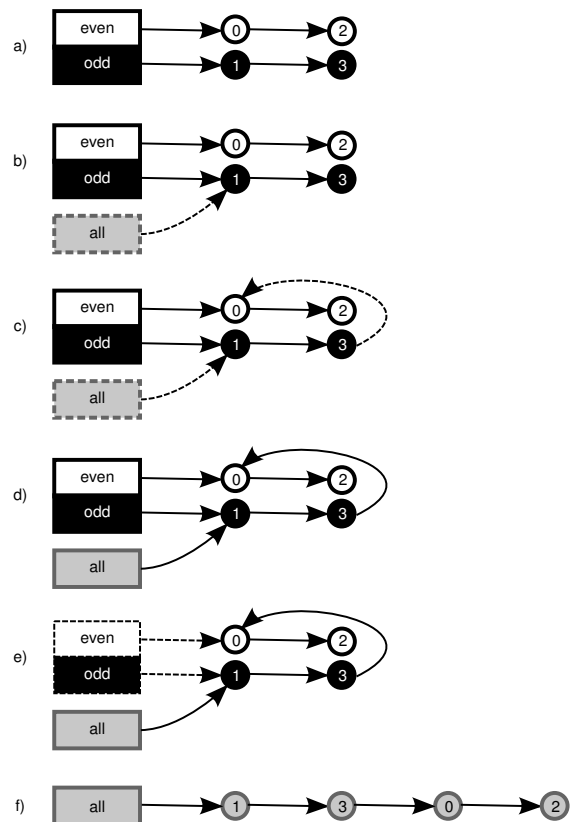 a) even 0 2
odd 1 3
b) even 0 2
odd 1 3
all
c) even 0 2
odd 1 3
all
d) even 0 2
odd 1 3
all
e) even 0 2
odd 1 3
all
f) all 1 3 0 2